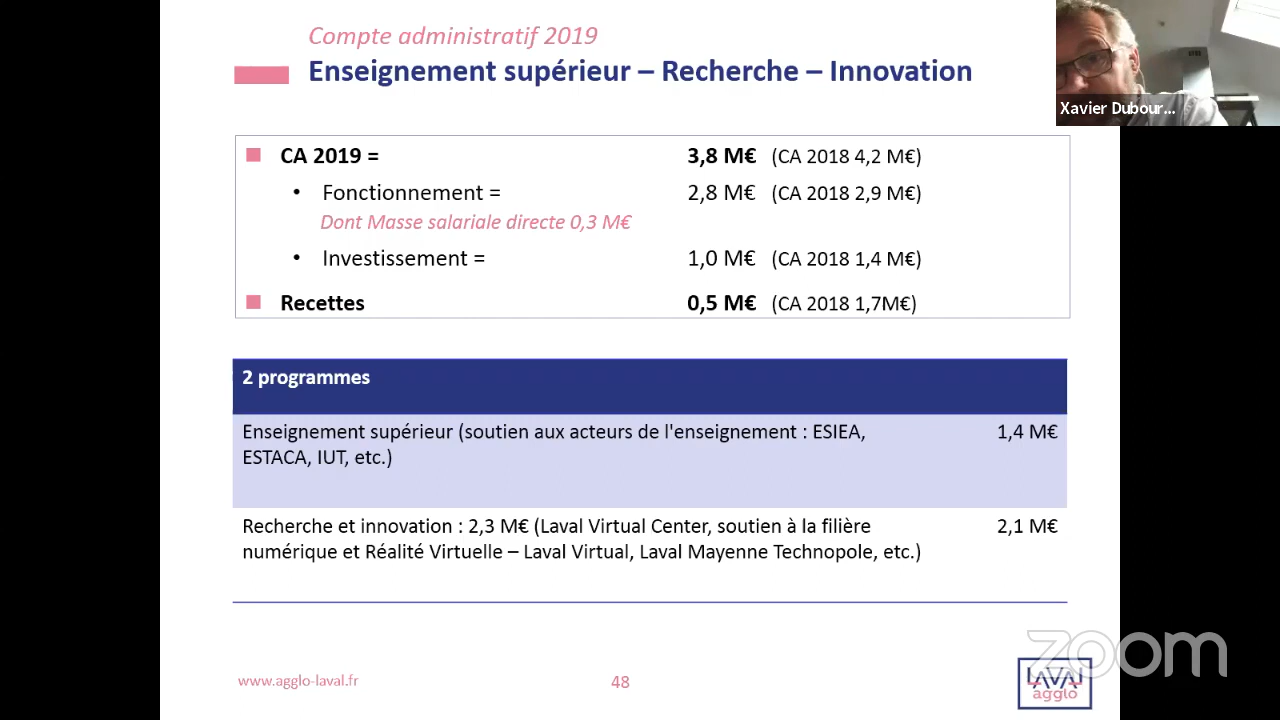 Compte administratif 2019
Enseignement supérieur – Recherche – Innovation
Xavier Dubour...
CA 2019 = 3,8 M€ (CA 2018 4,2 M€)
• Fonctionnement = 2,8 M€ (CA 2018 2,9 M€)
Dont Masse salariale directe 0,3 M€
• Investissement = 1,0 M€ (CA 2018 1,4 M€)
Recettes 0,5 M€ (CA 2018 1,7M€)
2 programmes
Enseignement supérieur (soutien aux acteurs de l'enseignement : ESIEA, 1,4 M€
ESTACA, IUT, etc.)
Recherche et innovation : 2,3 M€ (Laval Virtual Center, soutien à la filière 2,1 M€
numérique et Réalité Virtuelle – Laval Virtual, Laval Mayenne Technopole, etc.)
www.agglo-laval.fr
48
zoom
LAVAL
agglo